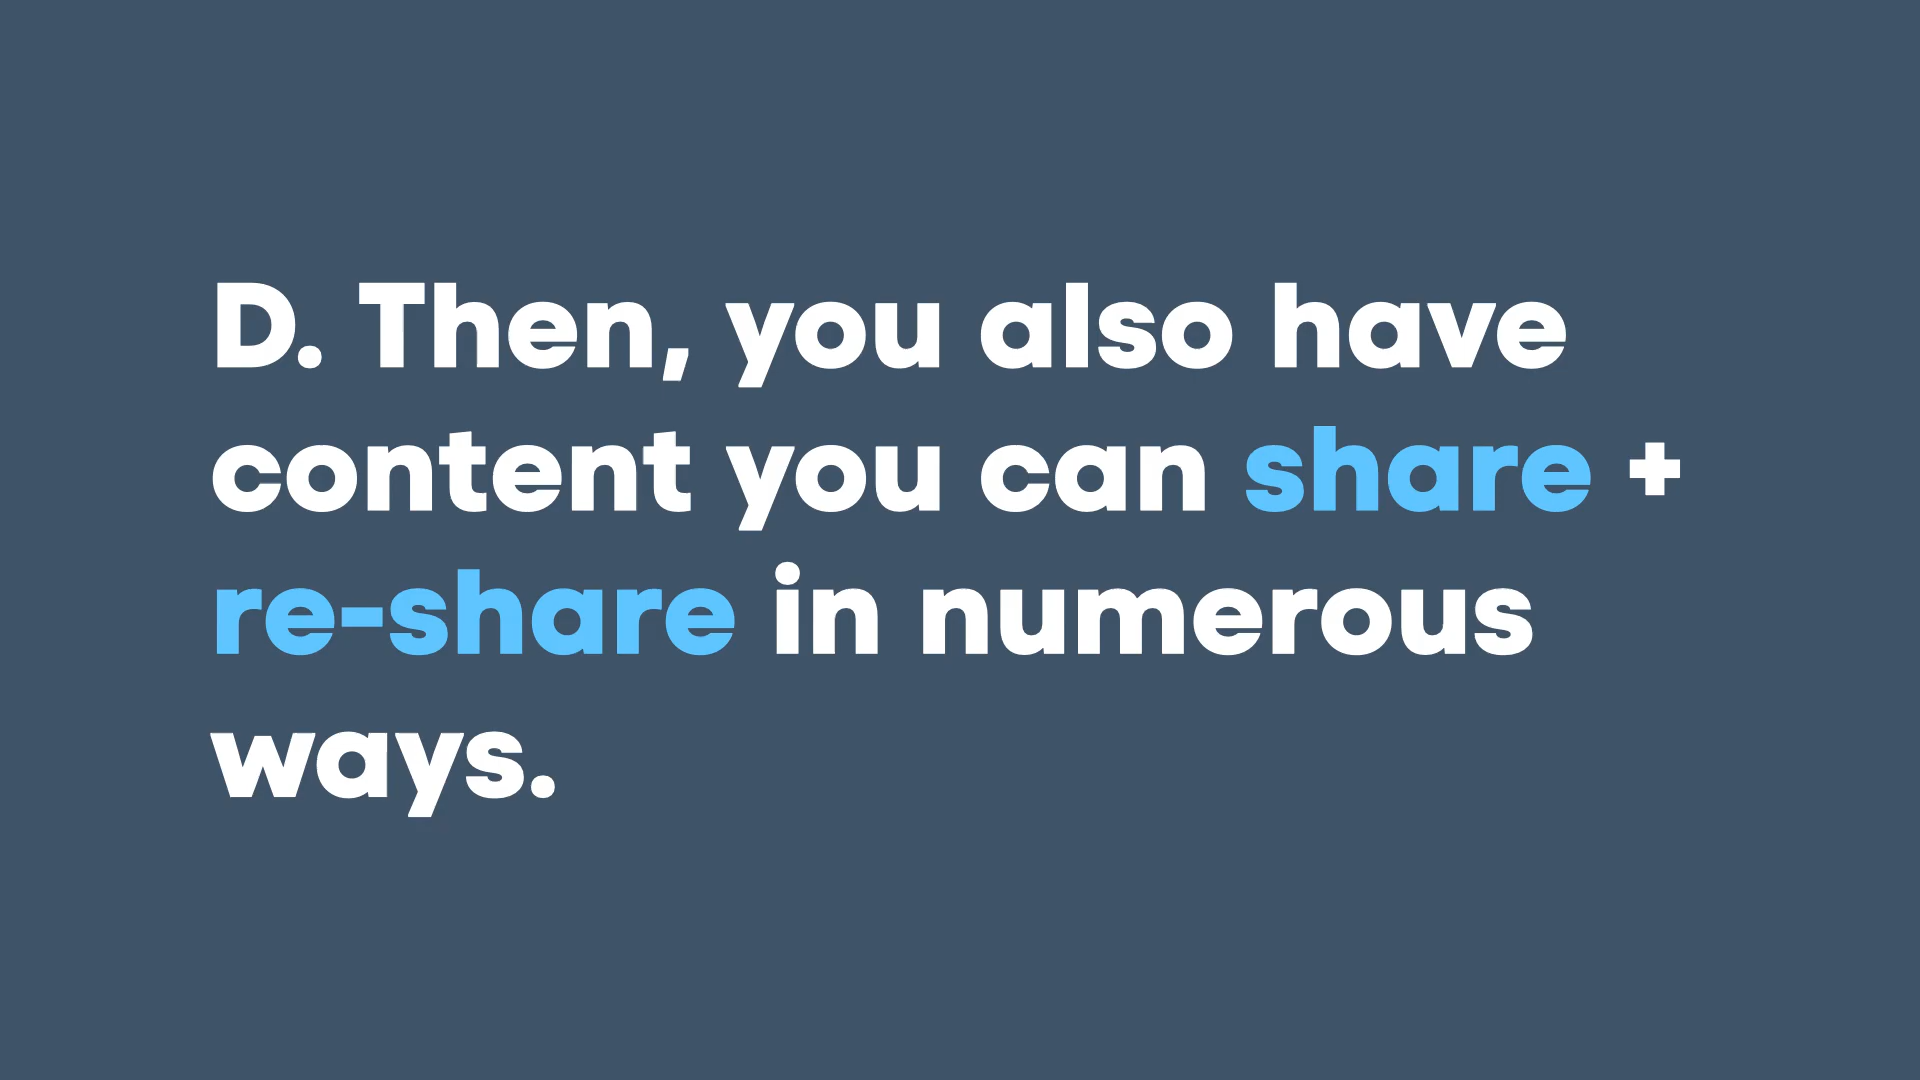 D. Then, you also have
content you can share +
re-share in numerous
ways.